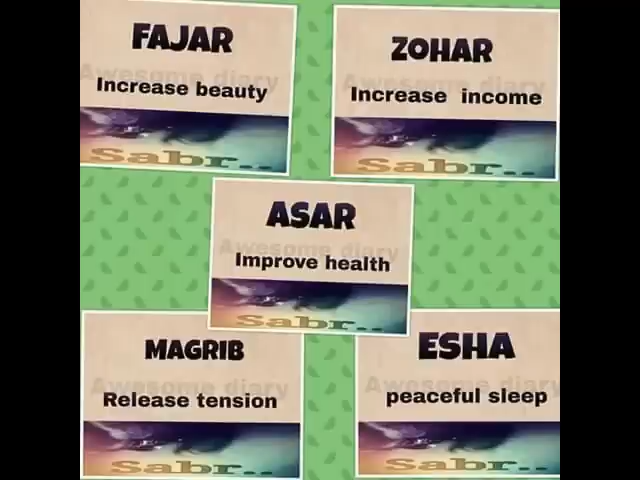 FAJAR
Awesome diary
Increase beauty
Sabr..
ZOHAR
Awesome diary
Increase income
Sabr..
ASAR
Awesome diary
Improve health
Sabr..
MAGRIB
Awesome diary
Release tension
Sabr..
ESHA
Awesome diary
peaceful sleep
Sabr..